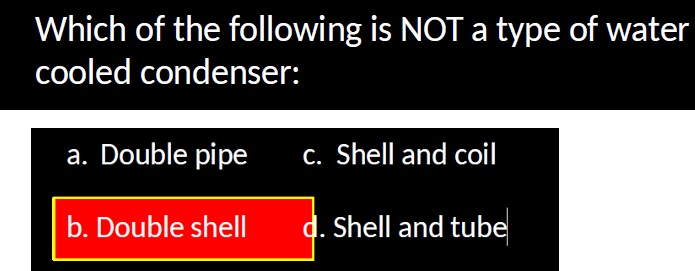 Which of the following is NOT a type of water
cooled condenser:
a. Double pipe
c. Shell and coil
b. Double shell
d. Shell and tube